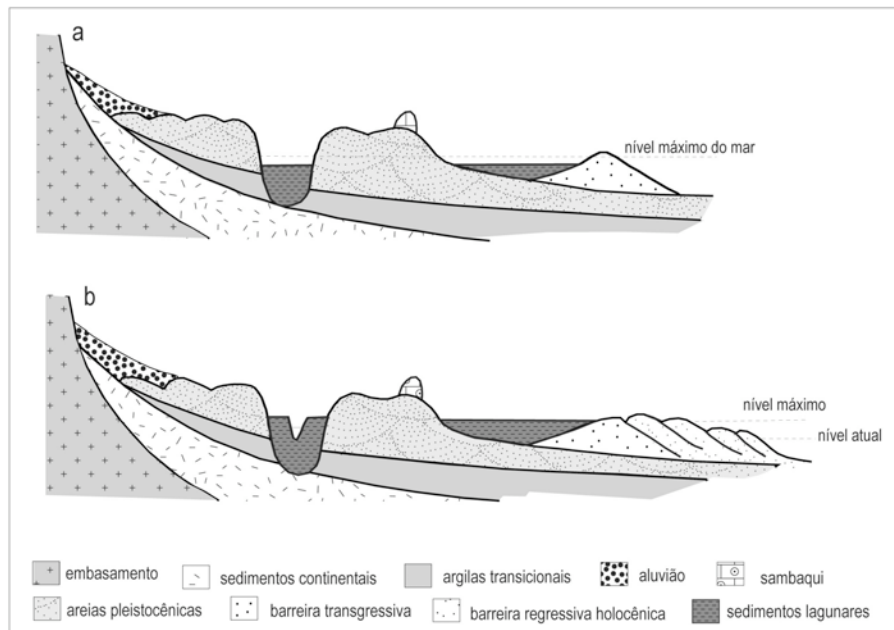 a
nível máximo do mar
b
nível máximo
nível atual
embasamento
sedimentos continentais
argilas transicionais
aluvião
sambaqui
areias pleistocênicas
barreira transgressiva
barreira regressiva holocênica
sedimentos lagunares